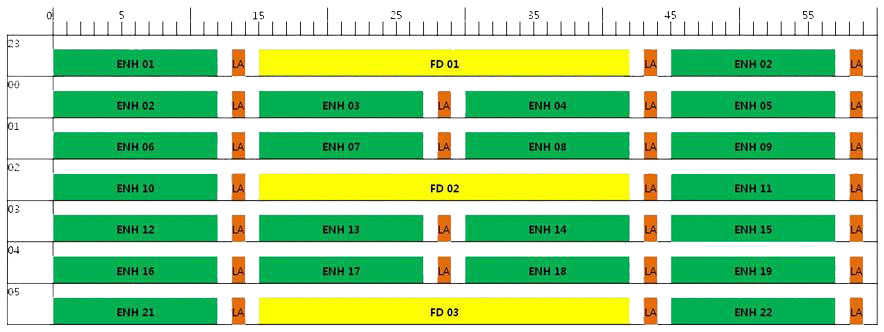 0 5 15 25 35 45 55
23
ENH 01 LA FD 01 LA ENH 02 LA
00
ENH 02 LA ENH 03 LA ENH 04 LA ENH 05 LA
01
ENH 06 LA ENH 07 LA ENH 08 LA ENH 09 LA
02
ENH 10 LA FD 02 LA ENH 11 LA
03
ENH 12 LA ENH 13 LA ENH 14 LA ENH 15 LA
04
ENH 16 LA ENH 17 LA ENH 18 LA ENH 19 LA
05
ENH 21 LA FD 03 LA ENH 22 LA